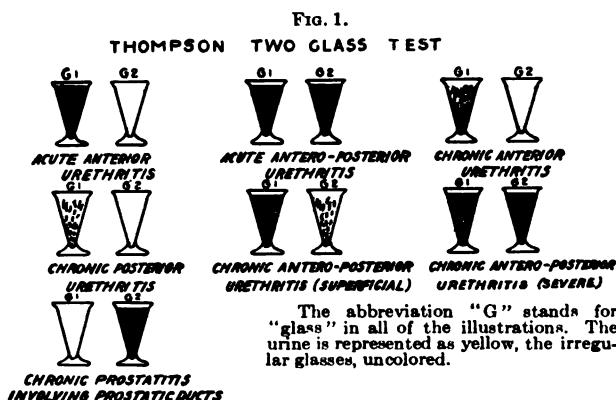 FIG. 1.
THOMPSON TWO GLASS TEST
G1 G2 G1 G2 G1 G2
ACUTE ANTERIOR URETHRITIS
ACUTE ANTERO-POSTERIOR URETHRITIS
CHRONIC ANTERIOR URETHRITIS
G1 G2 G1 G2 G1 G2
CHRONIC POSTERIOR URETHRITIS
CHRONIC ANTERO-POSTERIOR URETHRITIS (SUPERFICIAL)
CHRONIC ANTERO-POSTERIOR URETHRITIS (SEVERE)
G1 G2
CHRONIC PROSTATITIS
INVOLVING PROSTATIC DUCTS
The abbreviation "G" stands for
"glass" in all of the illustrations. The
urine is represented as yellow, the irregu-
lar glasses, uncolored.